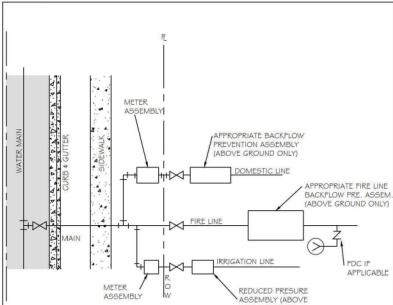 PL
METER
ASSEMBLY
APPROPRIATE BACKFLOW
PREVENTION ASSEMBLY
(ABOVE GROUND ONLY)
WATER MAIN
CURB & GUTTER
SIDEWALK
DOMESTIC LINE
APPROPRIATE FIRE LINE
BACKFLOW PRE. ASSEM.
(ABOVE GROUND ONLY)
FIRE LINE
MAIN
FDC IF
APPLICABLE
IRRIGATION LINE
METER
ASSEMBLY
ROW
REDUCED PRESURE
ASSEMBLY (ABOVE